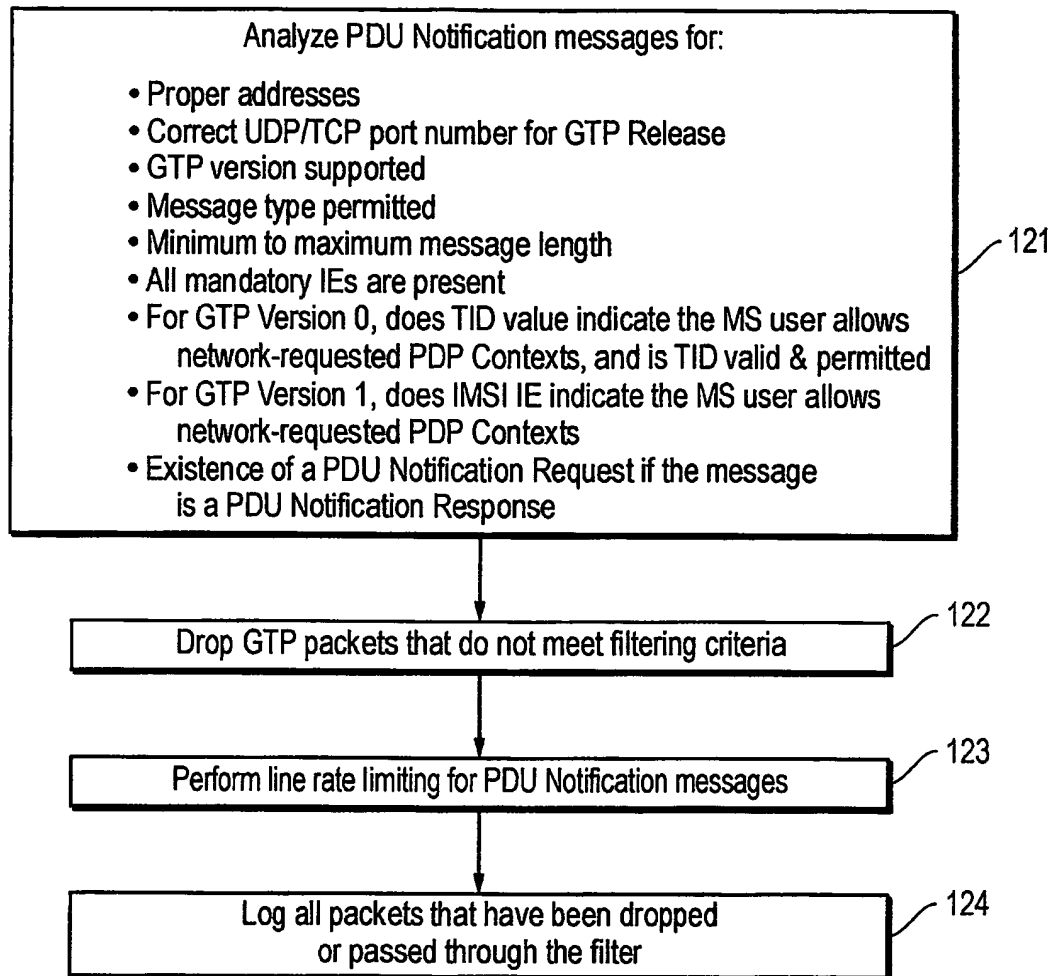 Analyze PDU Notification messages for:
• Proper addresses
• Correct UDP/TCP port number for GTP Release
• GTP version supported
• Message type permitted
• Minimum to maximum message length
• All mandatory IEs are present
• For GTP Version 0, does TID value indicate the MS user allows
network-requested PDP Contexts, and is TID valid & permitted
• For GTP Version 1, does IMSI IE indicate the MS user allows
network-requested PDP Contexts
• Existence of a PDU Notification Request if the message
is a PDU Notification Response
121
Drop GTP packets that do not meet filtering criteria
122
Perform line rate limiting for PDU Notification messages
123
Log all packets that have been dropped
or passed through the filter
124